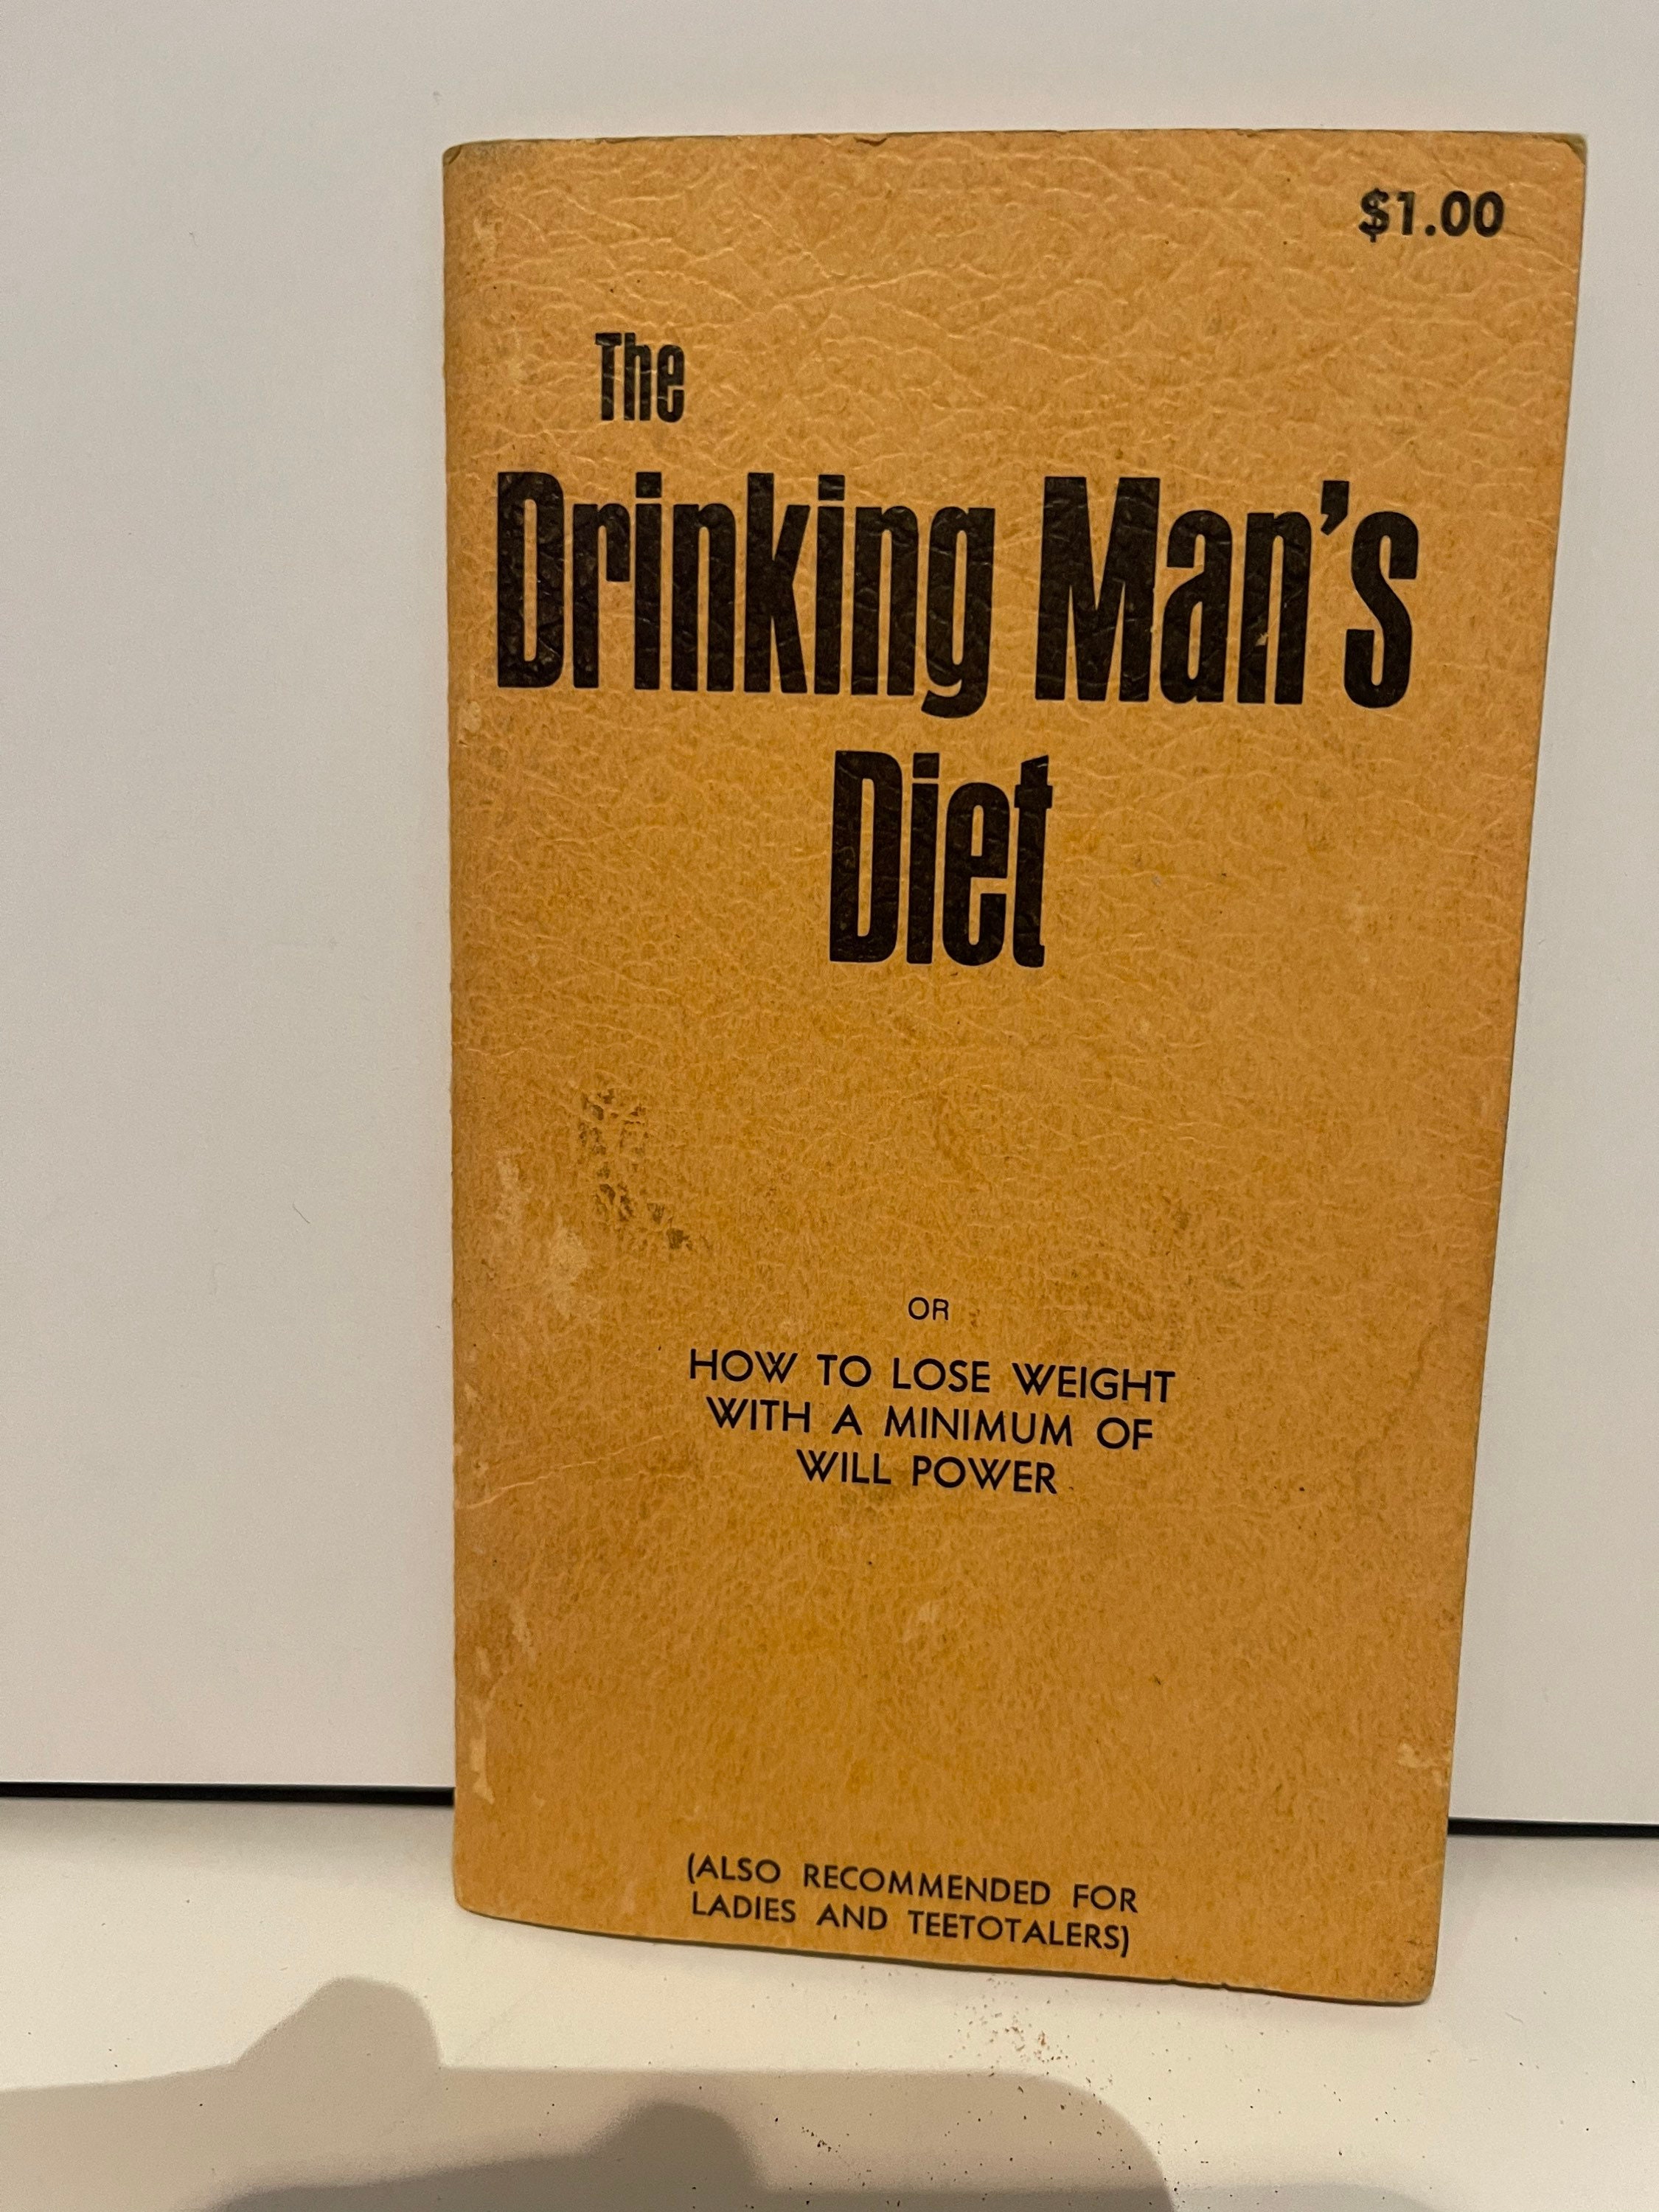 $1.00
The
Drinking Man's
Diet
OR
HOW TO LOSE WEIGHT
WITH A MINIMUM OF
WILL POWER
(ALSO RECOMMENDED FOR
LADIES AND TEETOTALERS)